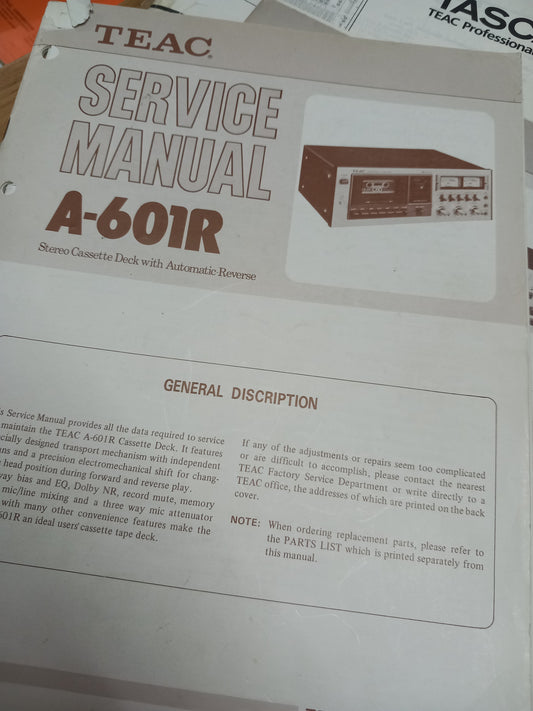 TEAC®
SERVICE
MANUAL
A-601R
Stereo Cassette Deck with Automatic Reverse
TEAC
TASC
TEAC Professiona
GENERAL DISCRIPTION
s Service Manual provides all the data required to service
maintain the TEAC A-601R Cassette Deck. It features
cially designed transport mechanism with independent
ns and a precision electromechanical shift for chang-
head position during forward and reverse play.
way bias and EQ, Dolby NR, record mute, memory
mic/line mixing and a three way mic attenuator
with many other convenience features make the
601R an ideal users' cassette tape deck.
If any of the adjustments or repairs seem too complicated
or are difficult to accomplish, please contact the nearest
TEAC Factory Service Department or write directly to a
TEAC office, the addresses of which are printed on the back
cover.
NOTE: When ordering replacement parts, please refer to
the PARTS LIST which is printed separately from
this manual.